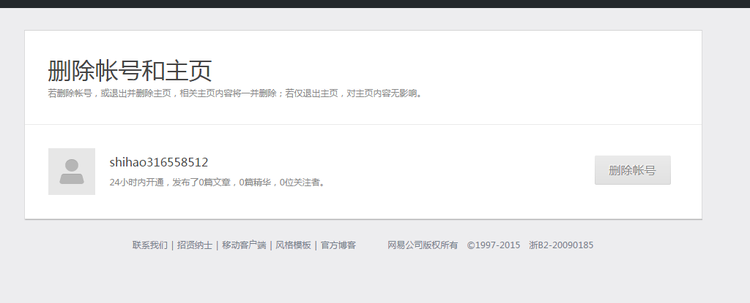 删除帐号和主页
若删除帐号，或退出并删除主页，相关主页内容将一并删除；若仅退出主页，对主页内容无影响。
shihao316558512
24小时内开通，发布了0篇文章，0篇精华，0位关注者。
删除帐号
联系我们 | 招贤纳士 | 移动客户端 | 风格模板 | 官方博客 网易公司版权所有 ©1997-2015 浙B2-20090185